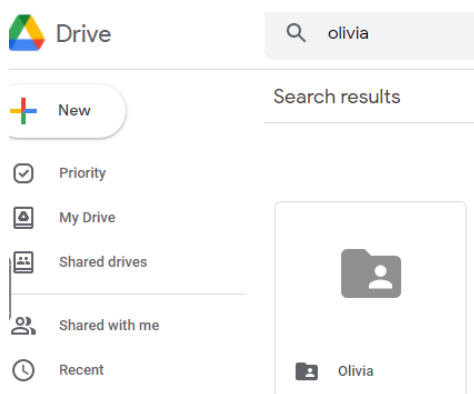 Drive
olivia
New
Search results
Priority
My Drive
Shared drives
Shared with me
Recent
Olivia